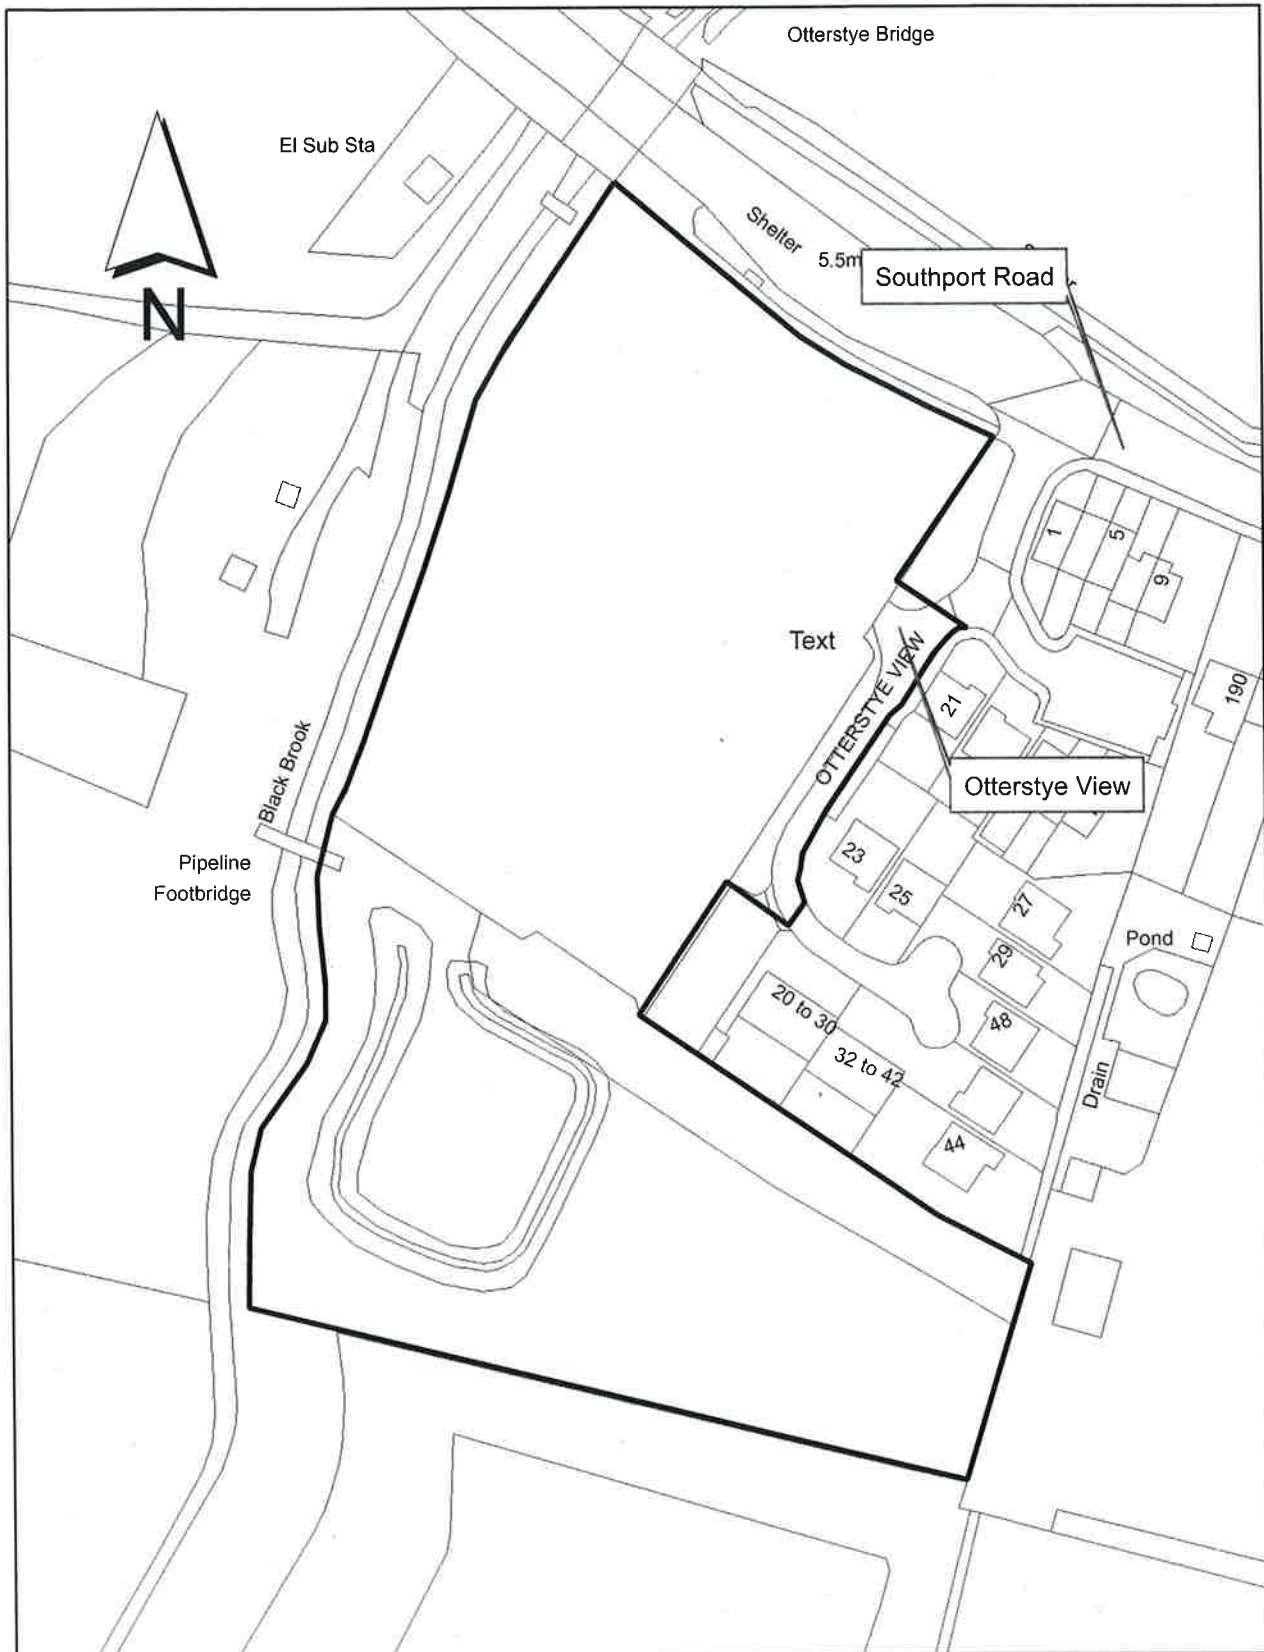 Otterstye Bridge
El Sub Sta
Shelter
5.5m
Southport Road
N
1
5
9
Text
OTTERSTYE VIEW
21
190
Otterstye View
Black Brook
Pipeline
Footbridge
23
25
27
Pond
29
20 to 30
48
32 to 42
Drain
44